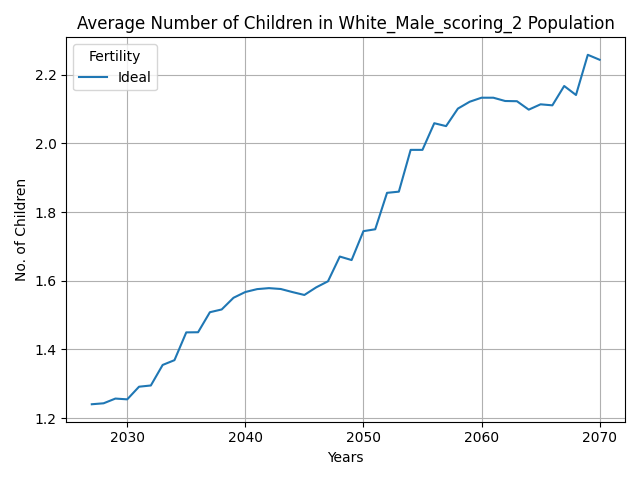 Average Number of Children in White_Male_scoring_2 Population
Fertility
Ideal
No. of Children
2.2
2.0
1.8
1.6
1.4
1.2
2030 2040 2050 2060 2070
Years